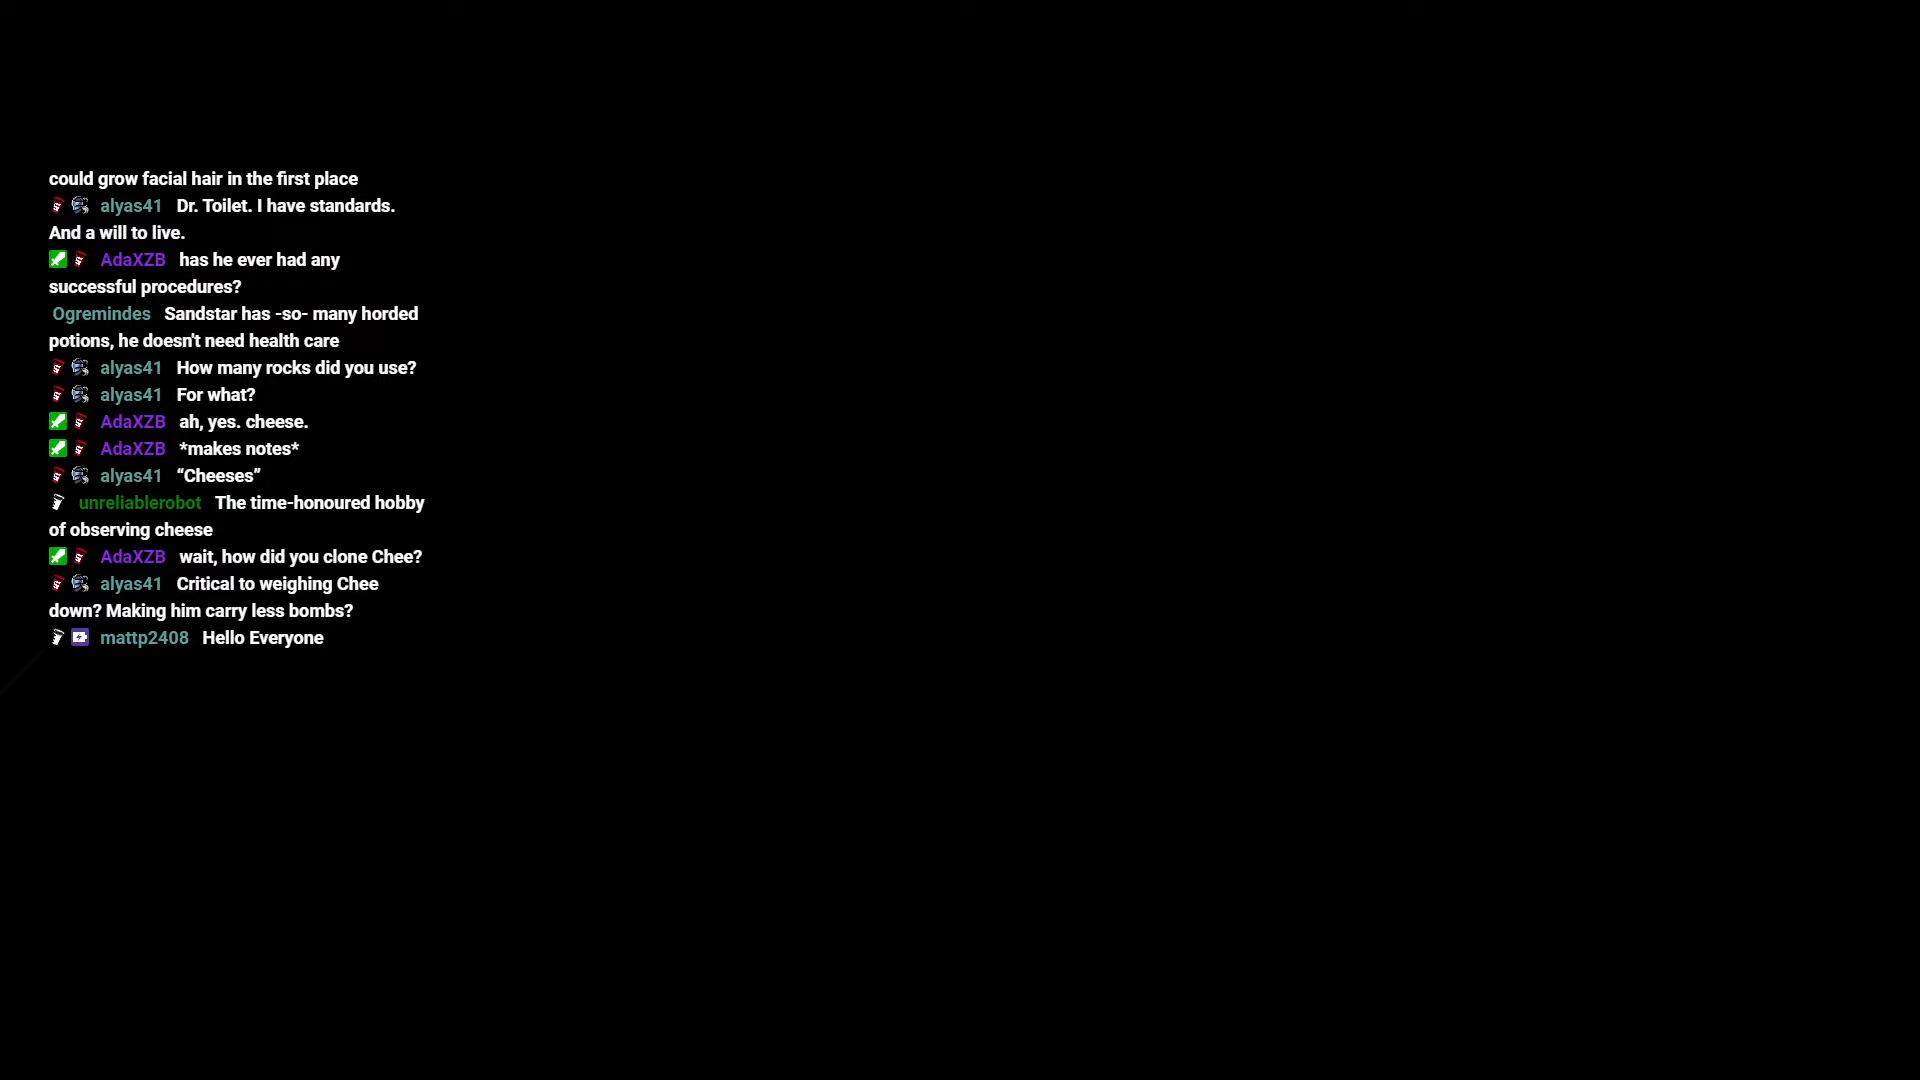 could grow facial hair in the first place
alyas41 Dr. Toilet. I have standards.
And a will to live.
AdaXZB has he ever had any
successful procedures?
Ogremindes Sandstar has -so- many horded
potions, he doesn't need health care
alyas41 How many rocks did you use?
alyas41 For what?
AdaXZB ah, yes. cheese.
AdaXZB *makes notes*
alyas41 “Cheeses”
unreliablerobot The time-honoured hobby
of observing cheese
AdaXZB wait, how did you clone Chee?
alyas41 Critical to weighing Chee
down? Making him carry less bombs?
mattp2408 Hello Everyone